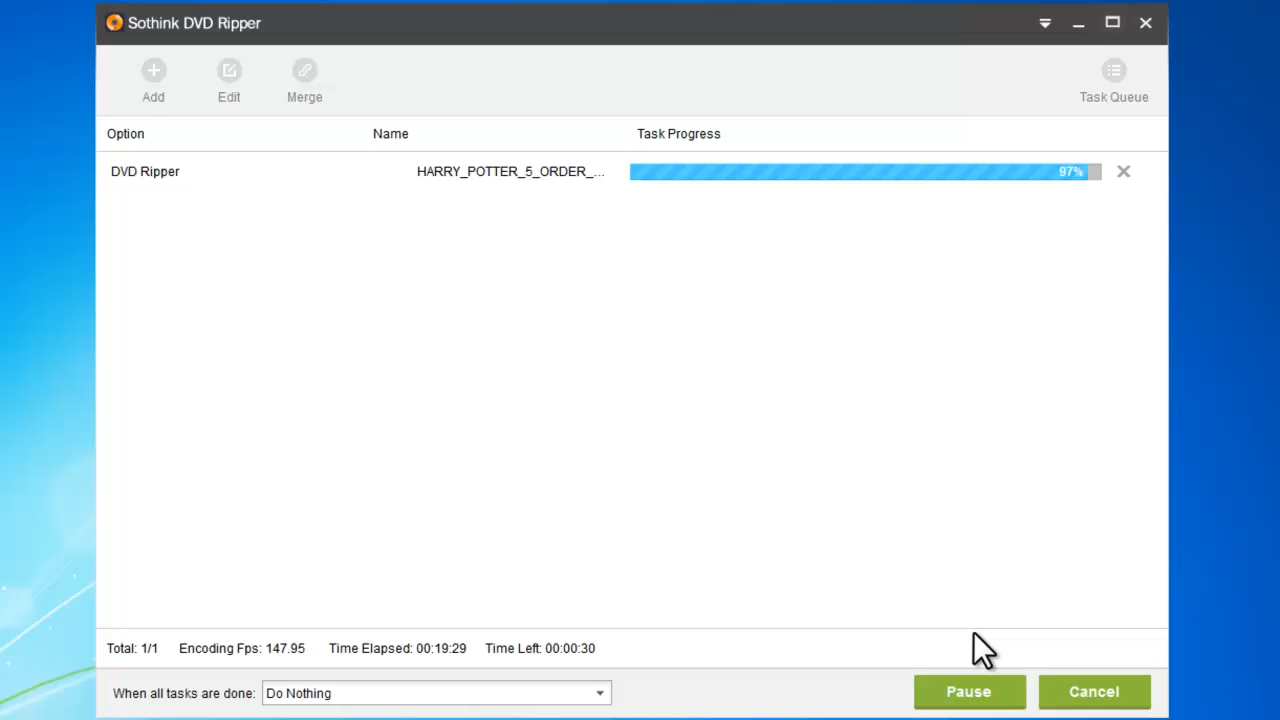 Sothink DVD Ripper
Add Edit Merge Task Queue
Option Name Task Progress
DVD Ripper HARRY_POTTER_5_ORDER_... 97%
Total: 1/1 Encoding Fps: 147.95 Time Elapsed: 00:19:29 Time Left: 00:00:30
When all tasks are done: Do Nothing Pause Cancel